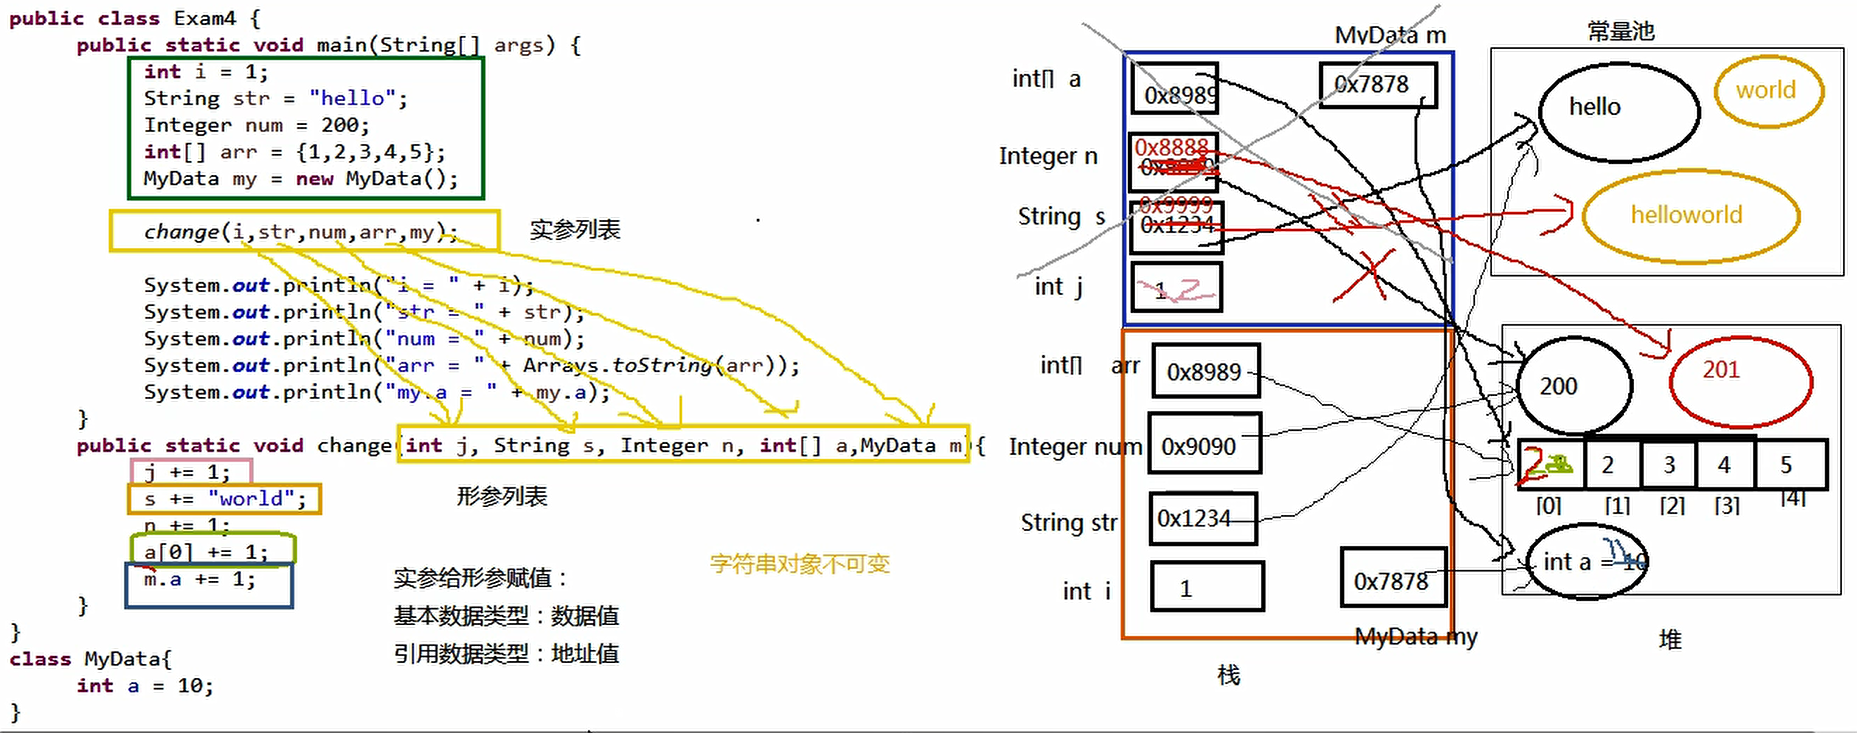 public class Exam4 {
public static void main(String[] args) {
int i = 1;
String str = "hello";
Integer num = 200;
int[] arr = {1,2,3,4,5};
MyData my = new MyData();
change(i,str,num,arr,my);
实参列表
System.out.println("i = " + i);
System.out.println("str = " + str);
System.out.println("num = " + num);
System.out.println("arr = " + Arrays.toString(arr));
System.out.println("my.a = " + my.a);
}
public static void change(int j, String s, Integer n, int[] a,MyData m){
j += 1;
s += "world";
n += 1;
a[0] += 1;
m.a += 1;
}
}
class MyData{
int a = 10;
}
形参列表
字符串对象不可变
实参给形参赋值：
基本数据类型：数据值
引用数据类型：地址值
MyData m
int[] a
0x8989
0x7878
Integer n
0x8888
String s
0x9999
0x1234
int j
1 2
int[] arr
0x8989
Integer num
0x9090
String str
0x1234
int i
1
0x7878
MyData my
栈
常量池
hello
world
helloworld
200
201
2
2
3
4
5
[0]
[1]
[2]
[3]
[4]
int a = 10
堆